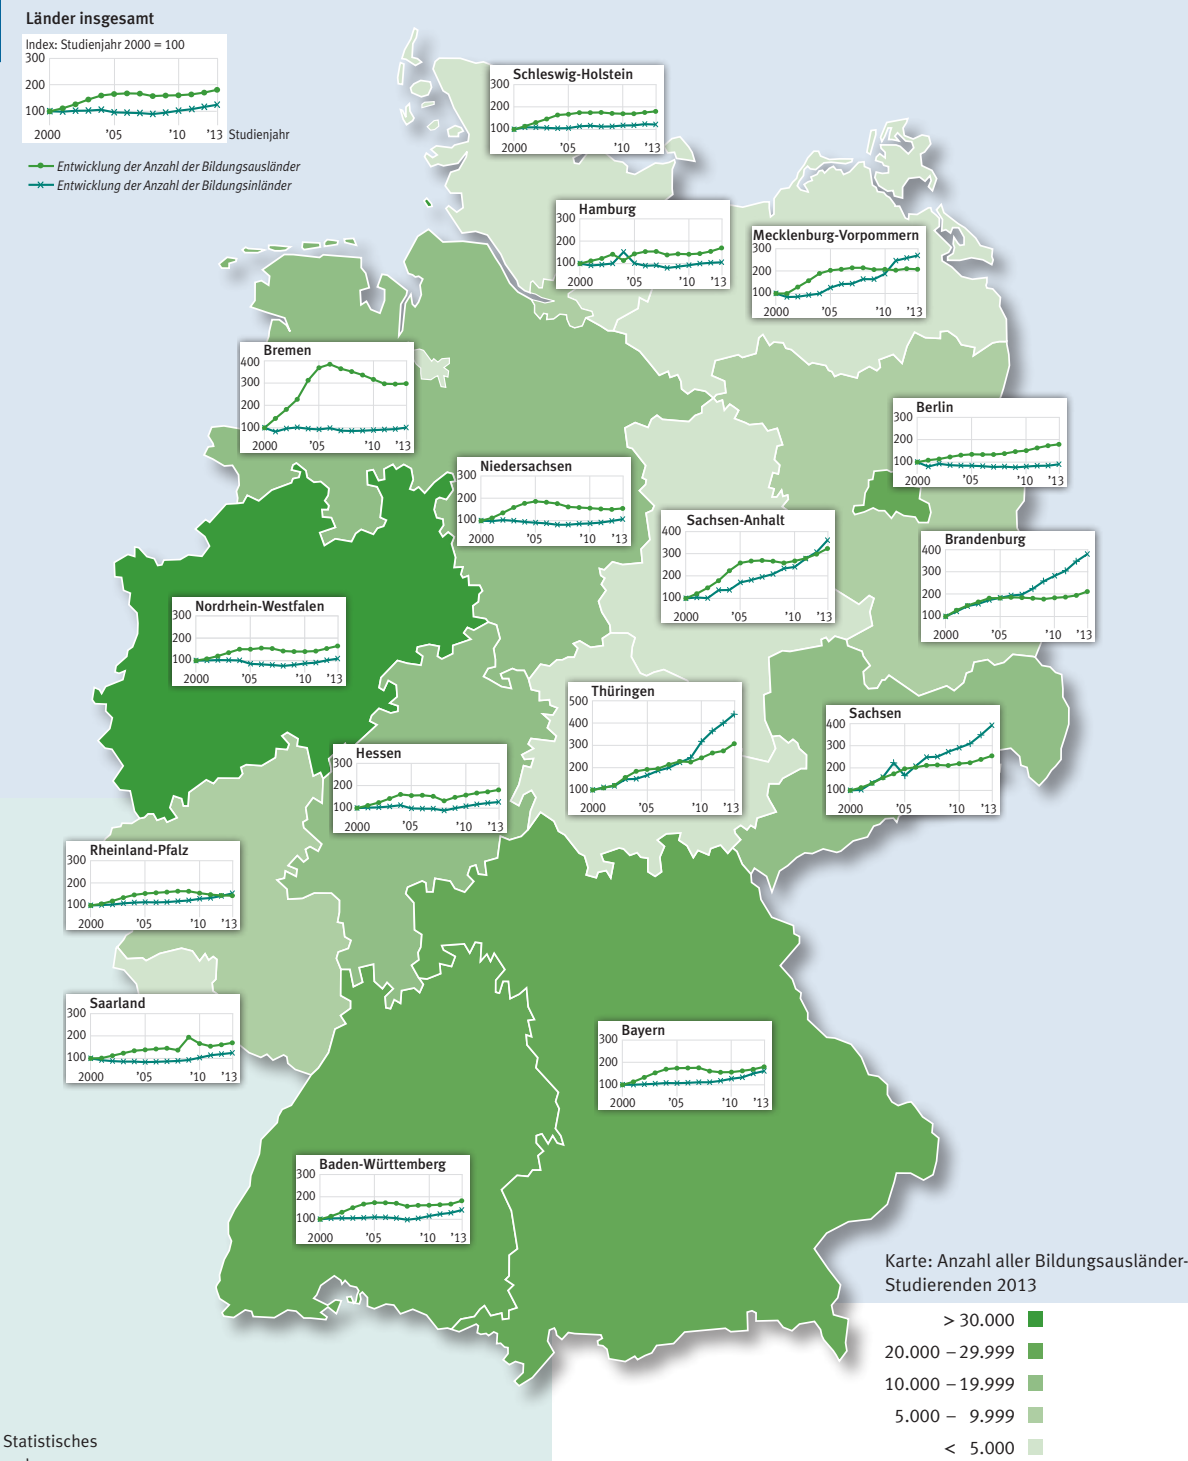 Länder insgesamt
Index: Studienjahr 2000 = 100
300
200
100
2000 '05 '10 '13 Studienjahr
Entwicklung der Anzahl der Bildungsausländer
Entwicklung der Anzahl der Bildungsinländer
Schleswig-Holstein
300
200
100
2000 '05 '10 '13
Hamburg
300
200
100
2000 '05 '10 '13
Mecklenburg-Vorpommern
300
200
100
2000 '05 '10 '13
Bremen
400
300
200
100
2000 '05 '10 '13
Berlin
300
200
100
2000 '05 '10 '13
Niedersachsen
300
200
100
2000 '05 '10 '13
Sachsen-Anhalt
400
300
200
100
2000 '05 '10 '13
Brandenburg
400
300
200
100
2000 '05 '10 '13
Nordrhein-Westfalen
300
200
100
2000 '05 '10 '13
Thüringen
500
400
300
200
100
2000 '05 '10 '13
Sachsen
400
300
200
100
2000 '05 '10 '13
Hessen
300
200
100
2000 '05 '10 '13
Rheinland-Pfalz
300
200
100
2000 '05 '10 '13
Saarland
300
200
100
2000 '05 '10 '13
Bayern
300
200
100
2000 '05 '10 '13
Baden-Württemberg
300
200
100
2000 '05 '10 '13
Karte: Anzahl aller Bildungsausländer-
Studierenden 2013
> 30.000
20.000 – 29.999
10.000 – 19.999
5.000 – 9.999
< 5.000
Statistisches